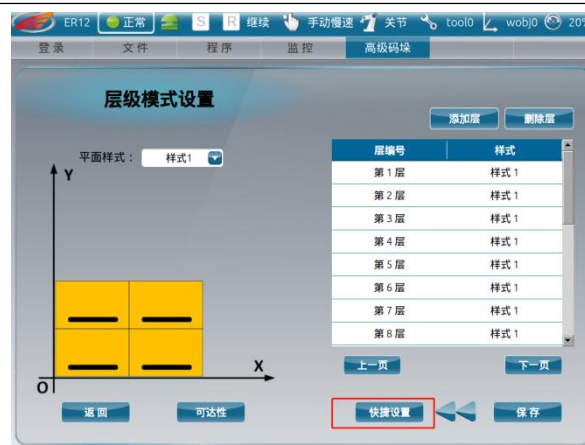 ER12 正常 S R 继续 手动慢速 关节 tool0 wobj0 20%
登录 文件 程序 监控 高级码垛
层级模式设置
添加层 删除层
平面样式： 样式1
层编号 样式
第 1 层 样式 1
第 2 层 样式 1
第 3 层 样式 1
第 4 层 样式 1
第 5 层 样式 1
第 6 层 样式 1
第 7 层 样式 1
第 8 层 样式 1
Y
X
O
上一页 下一页
返回 可达性 快捷设置 保存